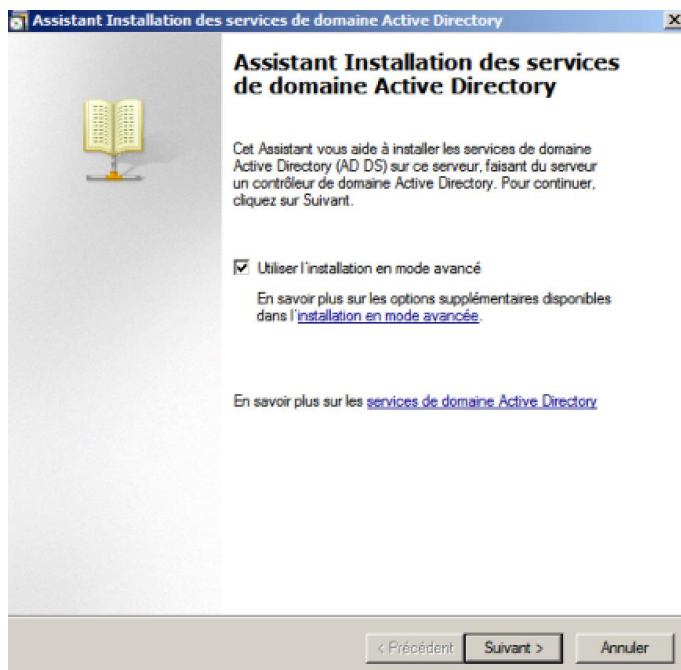 Assistant Installation des services de domaine Active Directory
Assistant Installation des services
de domaine Active Directory
Cet Assistant vous aide à installer les services de domaine
Active Directory (AD DS) sur ce serveur, faisant du serveur
un contrôleur de domaine Active Directory. Pour continuer,
cliquez sur Suivant.
Utiliser l'installation en mode avancé
En savoir plus sur les options supplémentaires disponibles
dans l'installation en mode avancée.
En savoir plus sur les services de domaine Active Directory
< Précédent Suivant > Annuler